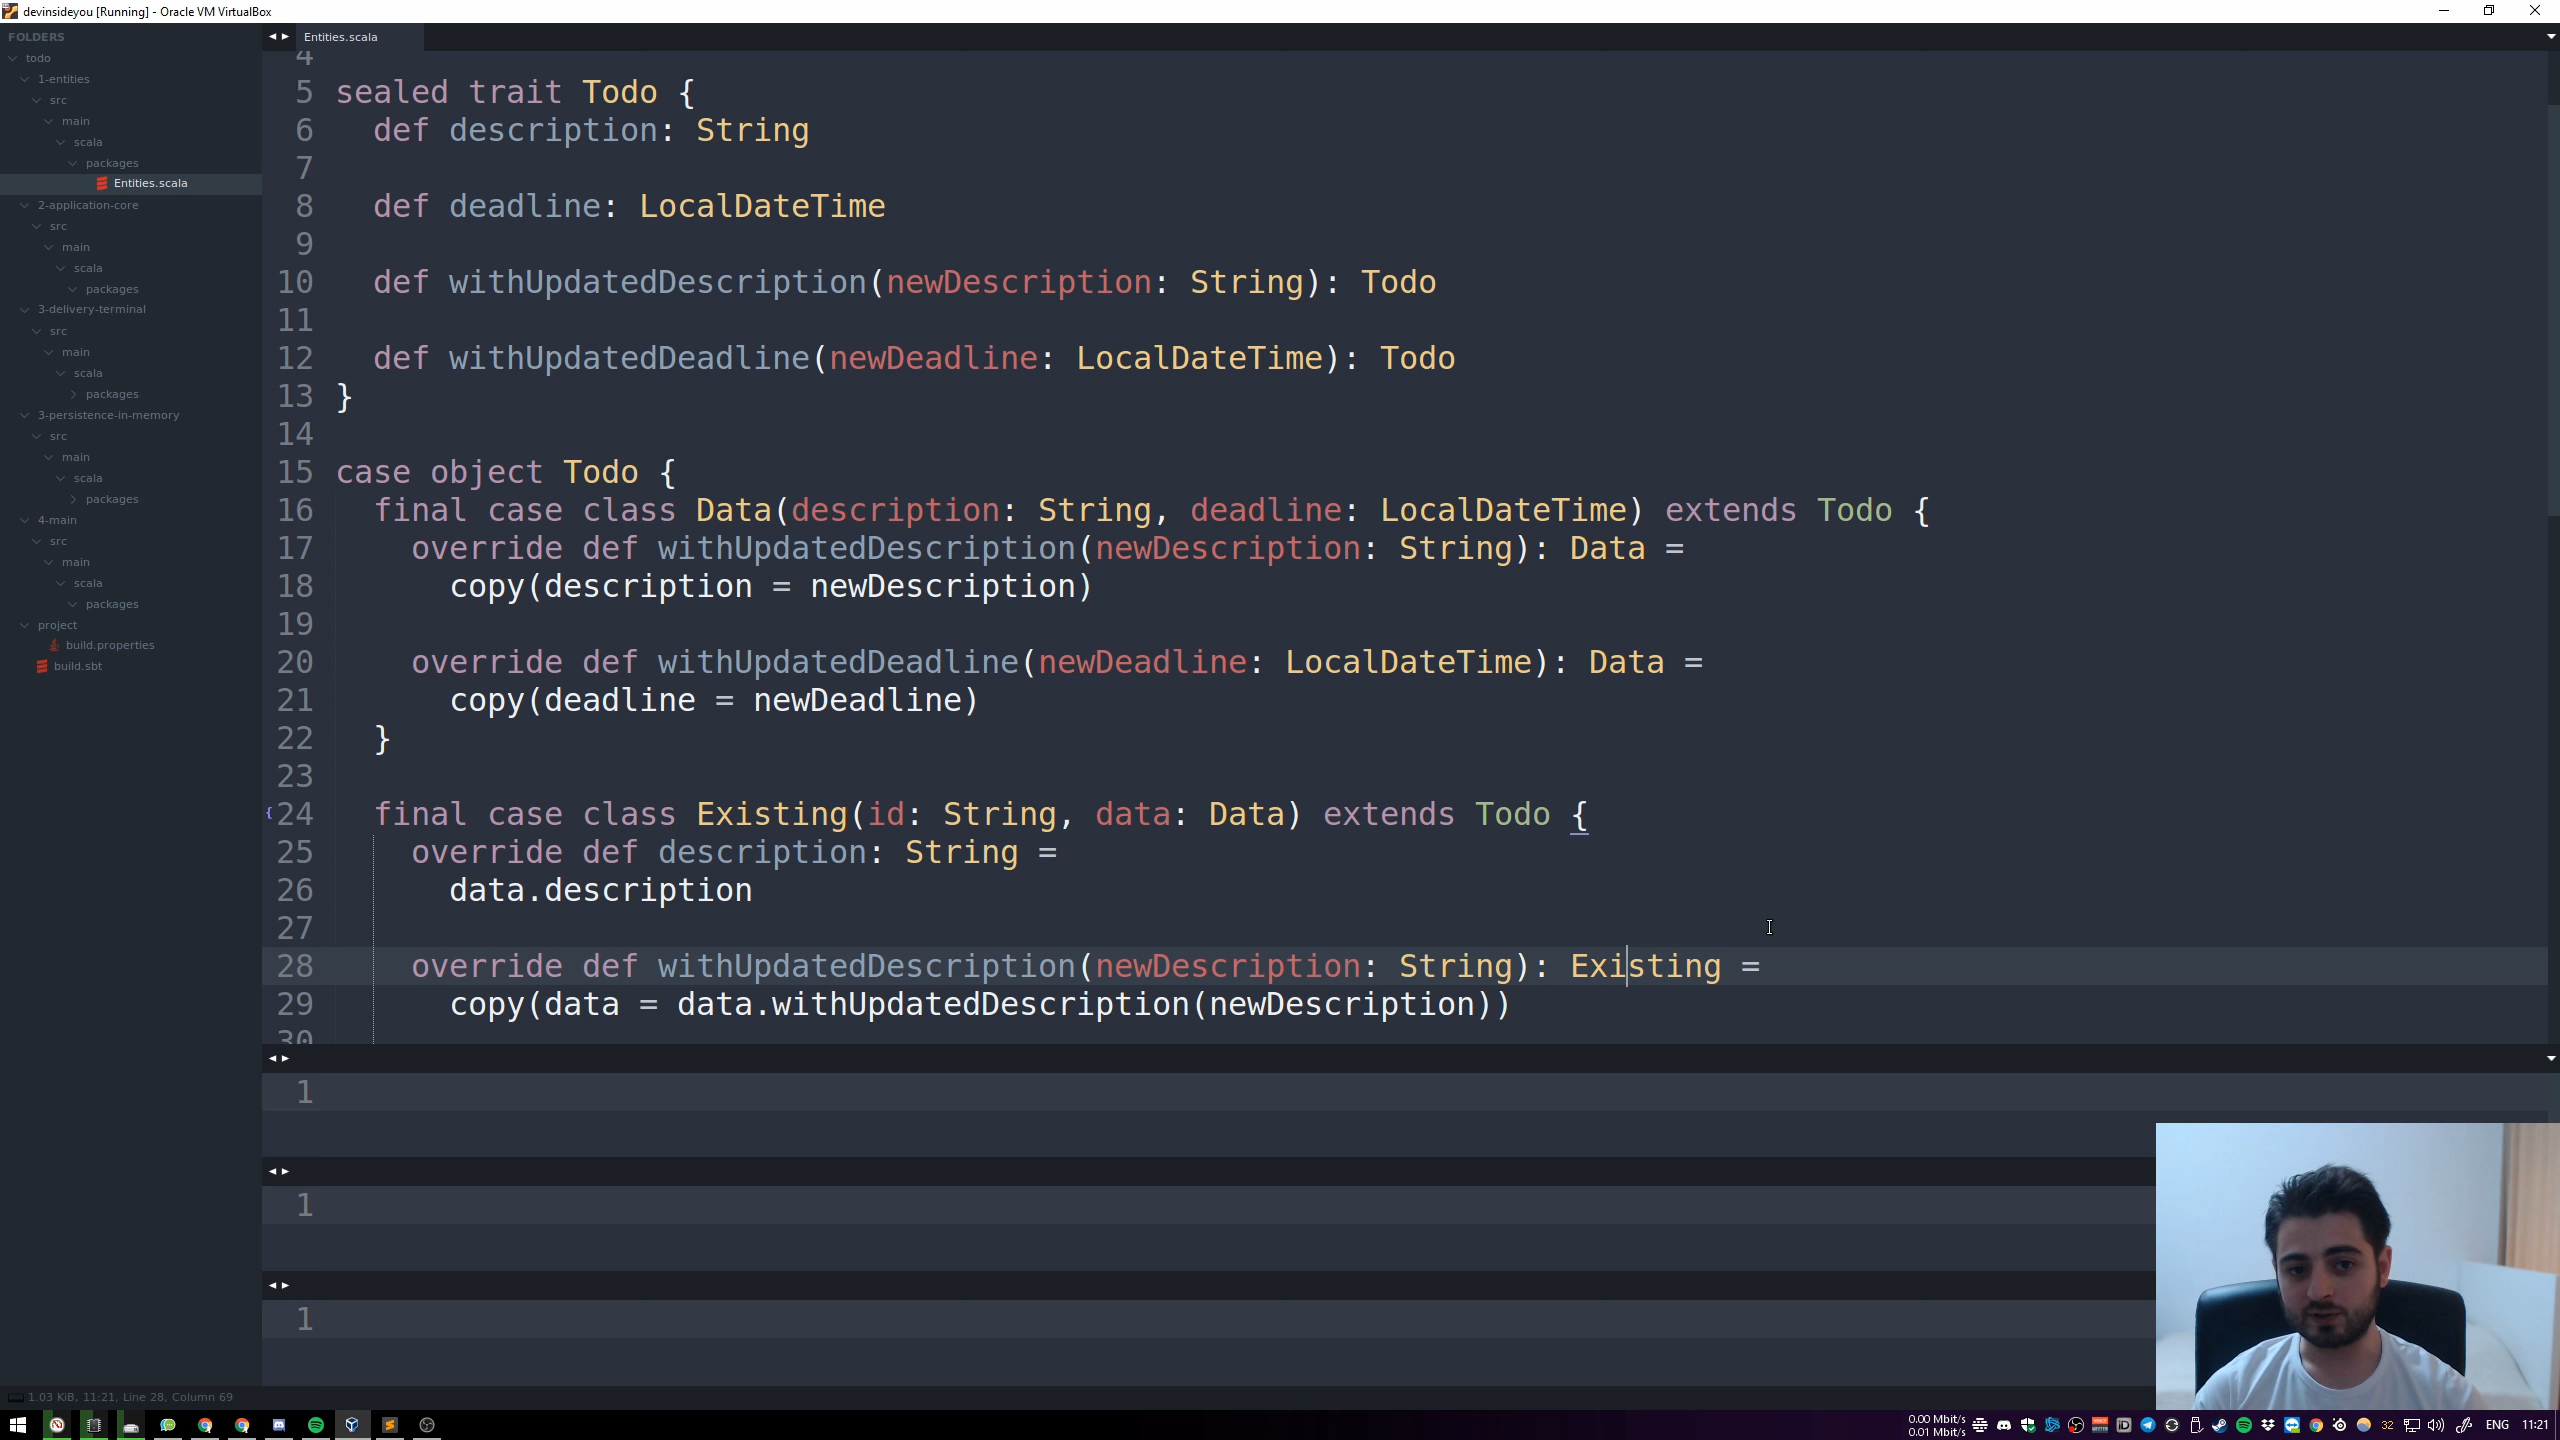 devinsideyou [Running] - Oracle VM VirtualBox
FOLDERS
todo
1-entities
src
main
scala
packages
Entities.scala
2-application-core
src
main
scala
packages
3-delivery-terminal
src
main
scala
packages
3-persistence-in-memory
src
main
scala
packages
4-main
src
main
scala
packages
project
build.properties
build.sbt
Entities.scala
4
5 sealed trait Todo {
6 def description: String
7
8 def deadline: LocalDateTime
9
10 def withUpdatedDescription(newDescription: String): Todo
11
12 def withUpdatedDeadline(newDeadline: LocalDateTime): Todo
13 }
14
15 case object Todo {
16 final case class Data(description: String, deadline: LocalDateTime) extends Todo {
17 override def withUpdatedDescription(newDescription: String): Data =
18 copy(description = newDescription)
19
20 override def withUpdatedDeadline(newDeadline: LocalDateTime): Data =
21 copy(deadline = newDeadline)
22 }
23
{24 final case class Existing(id: String, data: Data) extends Todo {
25 override def description: String =
26 data.description
27
28 override def withUpdatedDescription(newDescription: String): Existing =
29 copy(data = data.withUpdatedDescription(newDescription))
30
1
1
1
1.03 KiB, 11:21, Line 28, Column 69
0.00 Mbit/s
0.01 Mbit/s
32
ENG
11:21